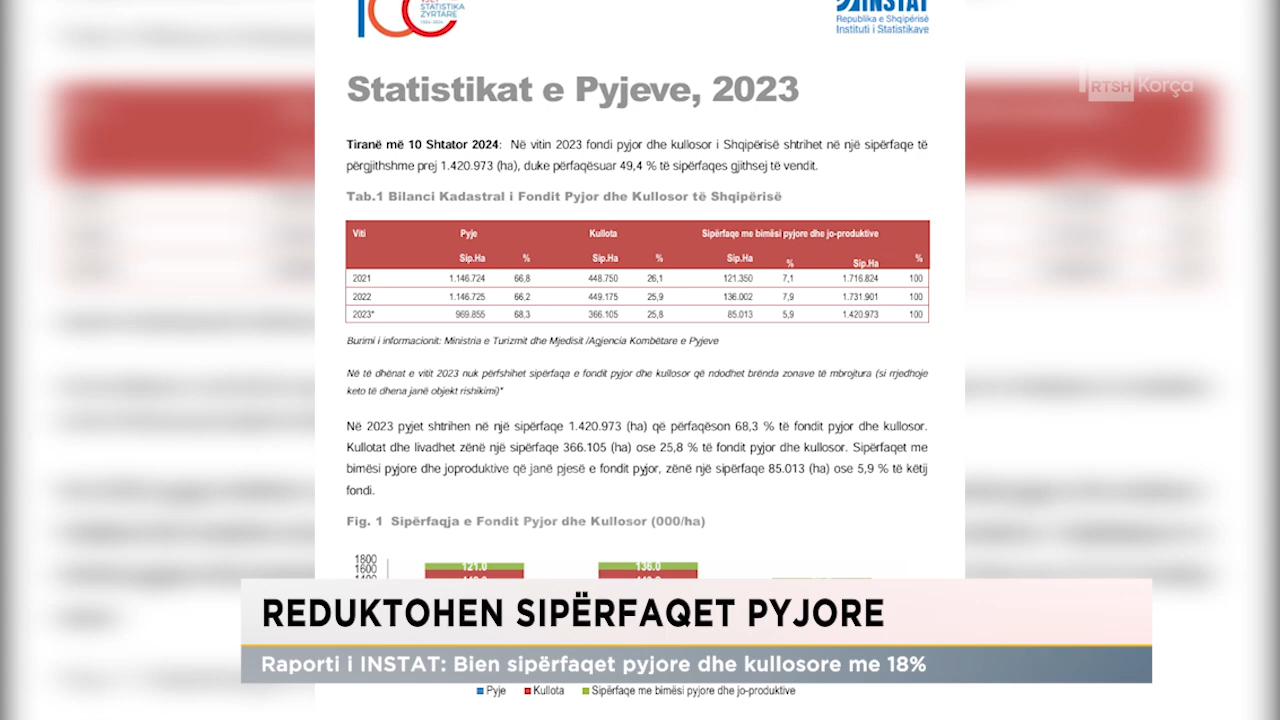 100
VJET
STATISTIKA
ZYRTARE
1924-2024
INSTAT
Republika e Shqipërisë
Instituti i Statistikave
RTSH Korça
Statistikat e Pyjeve, 2023
Tiranë më 10 Shtator 2024: Në vitin 2023 fondi pyjor dhe kullosor i Shqipërisë shtrihet në një sipërfaqe të
përgjithshme prej 1.420.973 (ha), duke përfaqësuar 49,4 % të sipërfaqes gjithsej të vendit.
Tab.1 Bilanci Kadastral i Fondit Pyjor dhe Kullosor të Shqipërisë
Viti Pyje Kullota Sipërfaqe me bimësi pyjore dhe jo-produktive
Sip.Ha % Sip.Ha % Sip.Ha % Sip.Ha %
2021 1.146.724 66,8 448.750 26,1 121.350 7,1 1.716.824 100
2022 1.146.725 66,2 449.175 25,9 136.002 7,9 1.731.901 100
2023* 969.855 68,3 366.105 25,8 85.013 5,9 1.420.973 100
Burimi i informacionit: Ministria e Turizmit dhe Mjedisit /Agjencia Kombëtare e Pyjeve
Në të dhënat e vitit 2023 nuk përfshihet sipërfaqa e fondit pyjor dhe kullosor që ndodhet brënda zonave të mbrojtura (si rrjedhoje
keto të dhena janë objekt rishikimi)*
Në 2023 pyjet shtrihen në një sipërfaqe 1.420.973 (ha) që përfaqëson 68,3 % të fondit pyjor dhe kullosor.
Kullotat dhe livadhet zënë një sipërfaqe 366.105 (ha) ose 25,8 % të fondit pyjor dhe kullosor. Sipërfaqet me
bimësi pyjore dhe joproduktive që janë pjesë e fondit pyjor, zënë një sipërfaqe 85.013 (ha) ose 5,9 % të këtij
fondi.
Fig. 1 Sipërfaqja e Fondit Pyjor dhe Kullosor (000/ha)
1800
1600
121.0 136.0
REDUKTOHEN SIPËRFAQET PYJORE
Raporti i INSTAT: Bien sipërfaqet pyjore dhe kullosore me 18%
Pyje Kullota Sipërfaqe me bimësi pyjore dhe jo-produktive